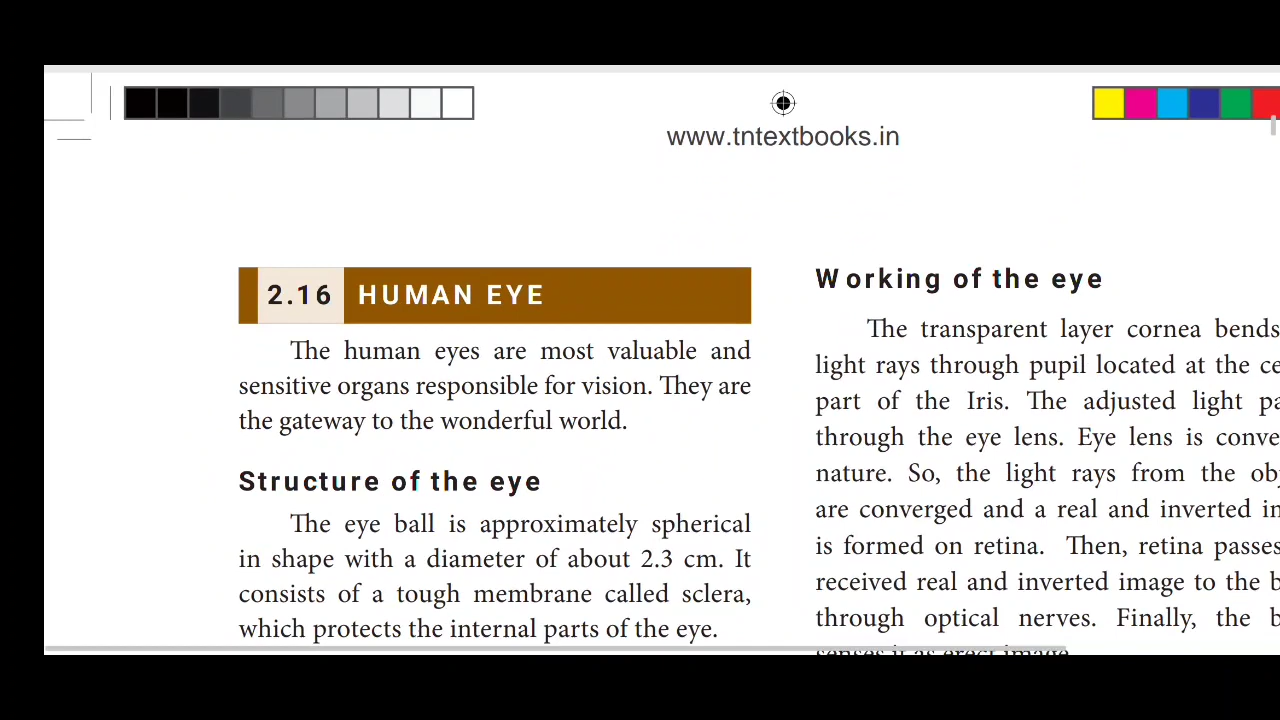 www.tntextbooks.in
2.16 HUMAN EYE
The human eyes are most valuable and
sensitive organs responsible for vision. They are
the gateway to the wonderful world.
Structure of the eye
The eye ball is approximately spherical
in shape with a diameter of about 2.3 cm. It
consists of a tough membrane called sclera,
which protects the internal parts of the eye.
Working of the eye
The transparent layer cornea bends
light rays through pupil located at the
part of the Iris. The adjusted light
through the eye lens. Eye lens is
nature. So, the light rays from the
are converged and a real and inverted
is formed on retina. Then, retina passes
received real and inverted image to the
through optical nerves. Finally, the
senses it as erect image.